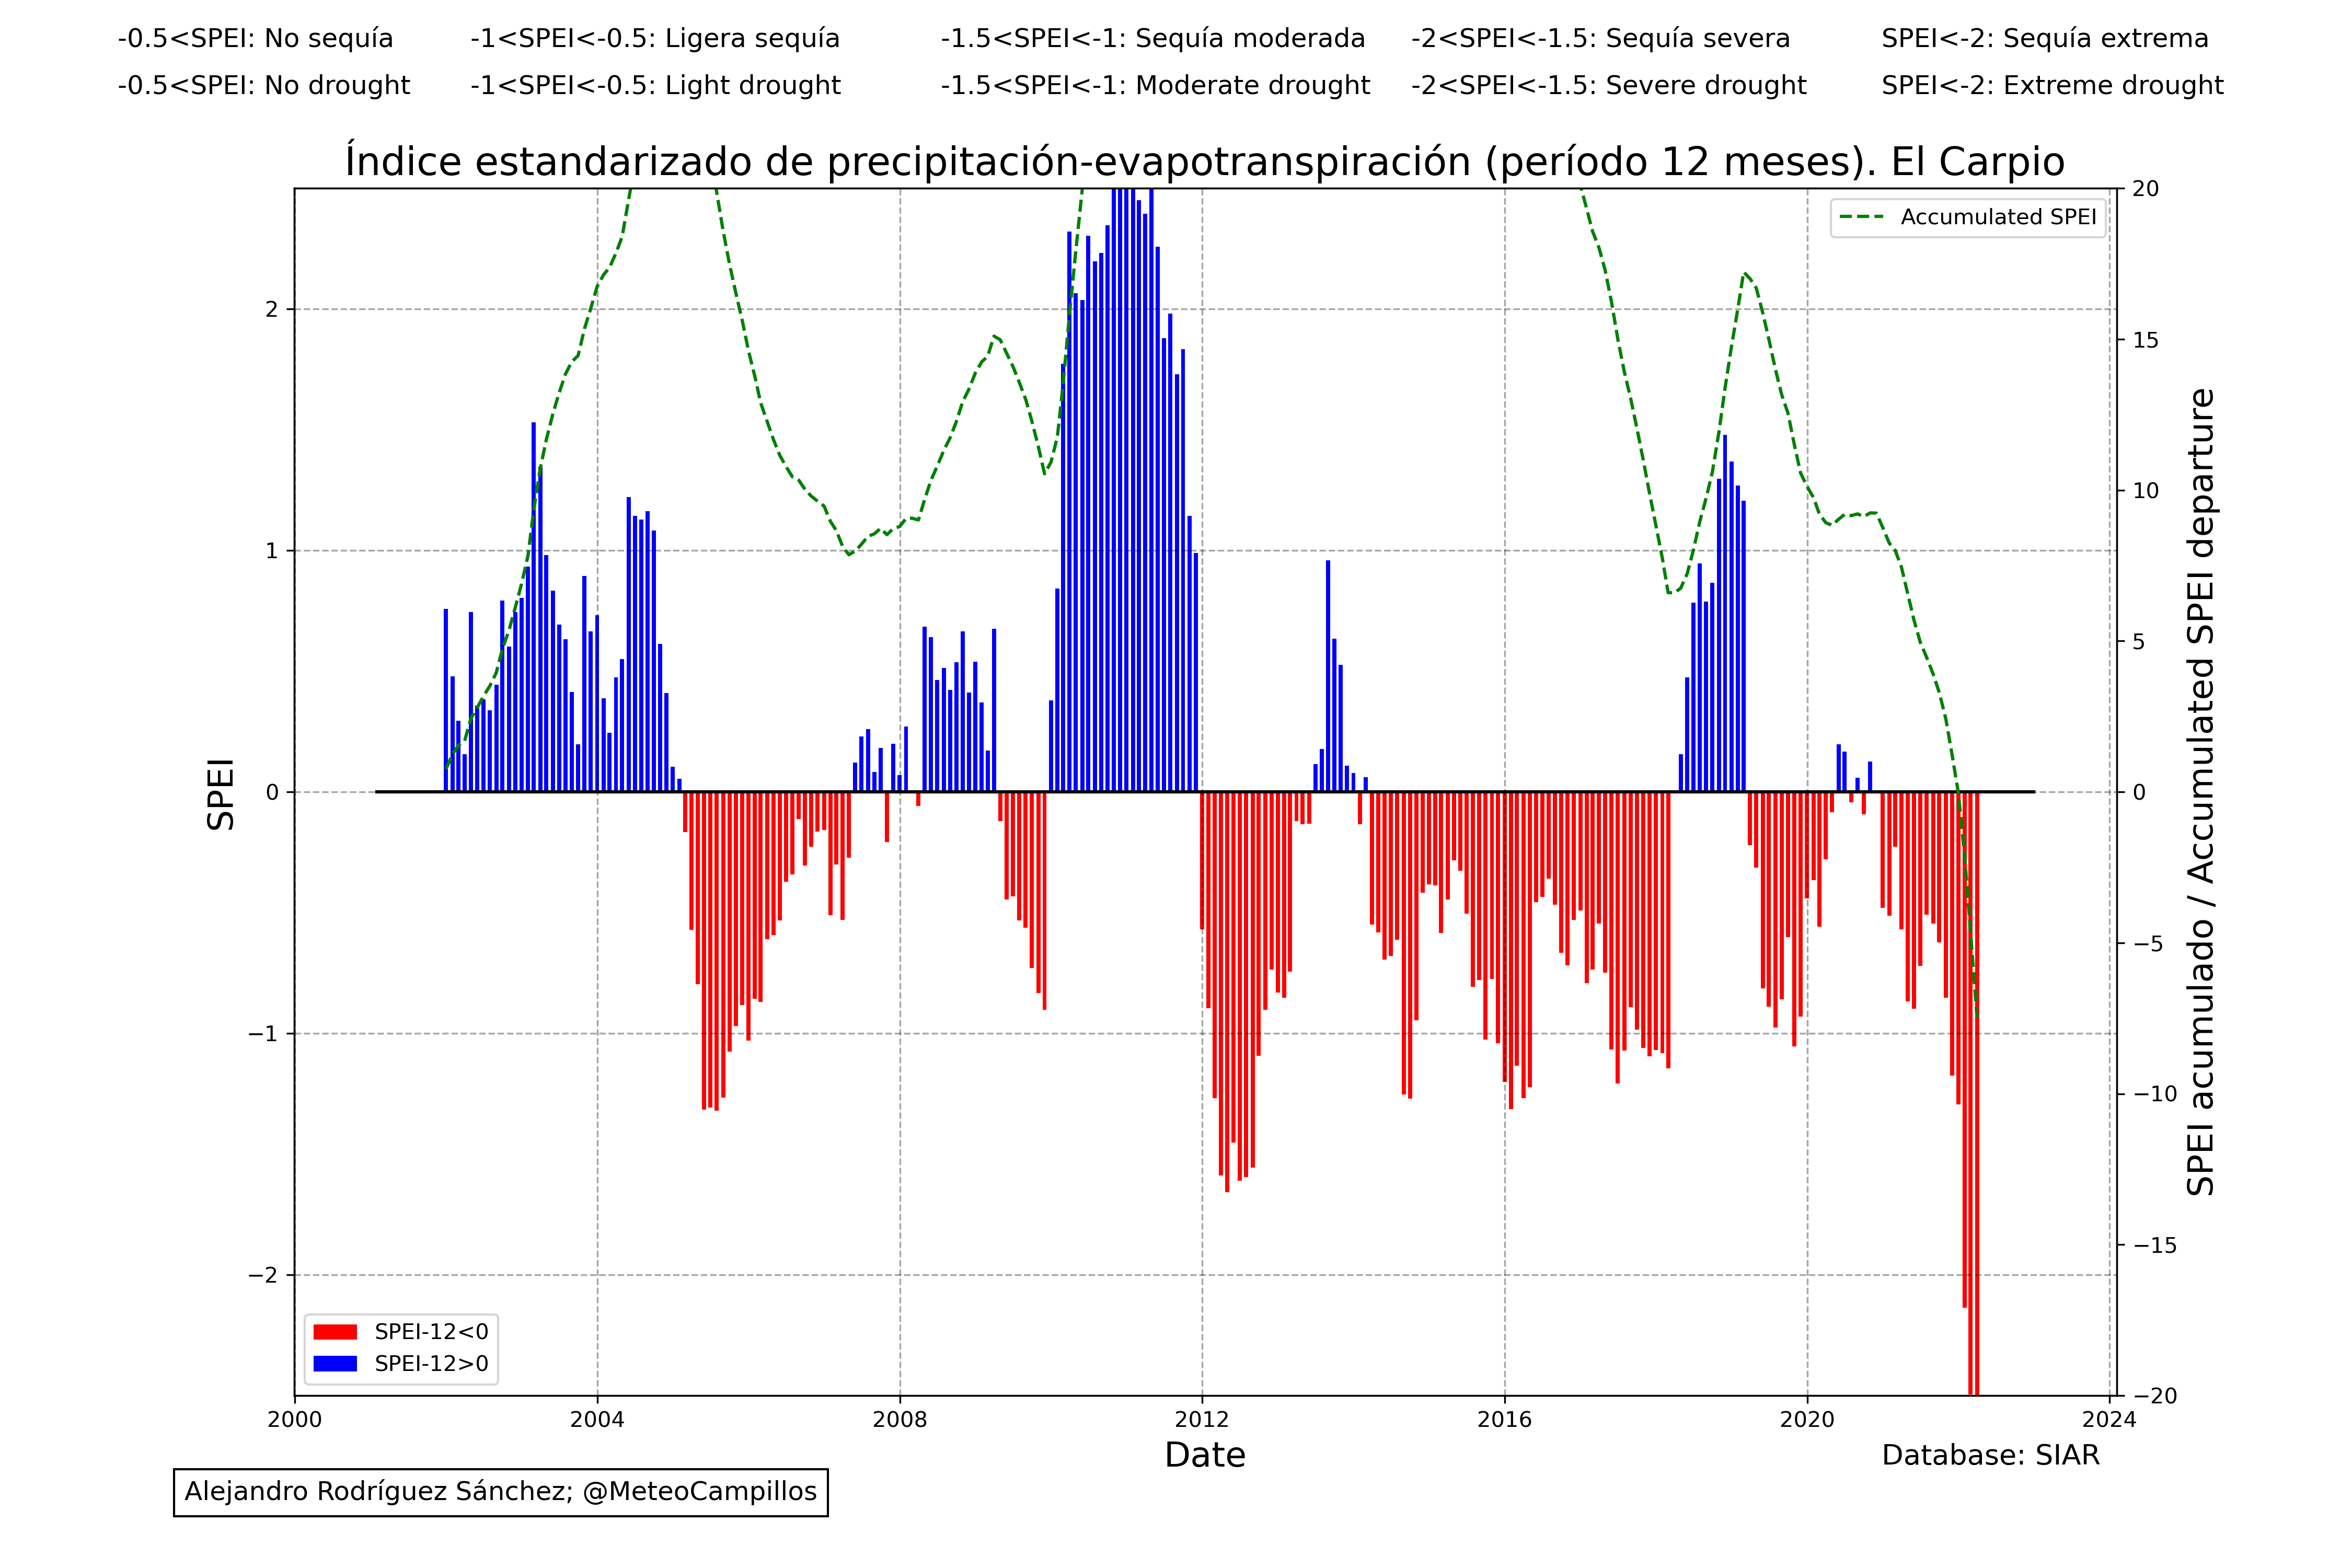 -0.5<SPEI: No sequía -1<SPEI<-0.5: Ligera sequía -1.5<SPEI<-1: Sequía moderada -2<SPEI<-1.5: Sequía severa SPEI<-2: Sequía extrema
-0.5<SPEI: No drought -1<SPEI<-0.5: Light drought -1.5<SPEI<-1: Moderate drought -2<SPEI<-1.5: Severe drought SPEI<-2: Extreme drought
Índice estandarizado de precipitación-evapotranspiración (período 12 meses). El Carpio
SPEI
2
1
0
−1
−2
Accumulated SPEI
20
15
10
5
0
−5
−10
−15
−20
SPEI acumulado / Accumulated SPEI departure
SPEI-12<0
SPEI-12>0
2000 2004 2008 2012 2016 2020 2024
Date
Database: SIAR
Alejandro Rodríguez Sánchez; @MeteoCampillos